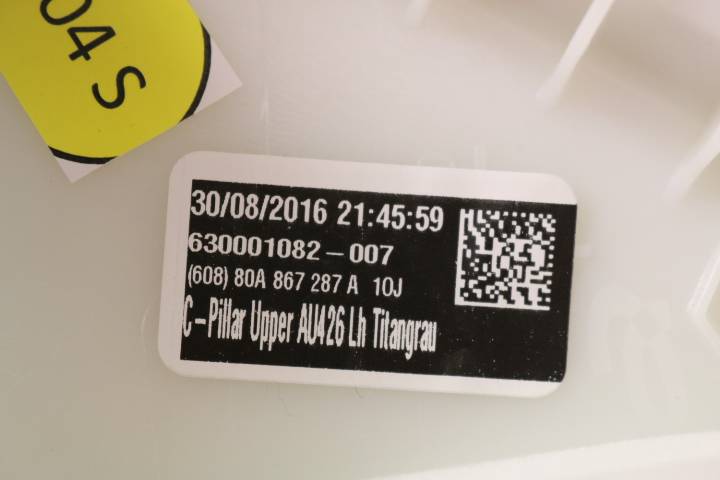 04 S
30/08/2016 21:45:59
630001082-007
(608) 80A 867 287 A 10J
C-Pillar Upper AU426 Lh Titangrau